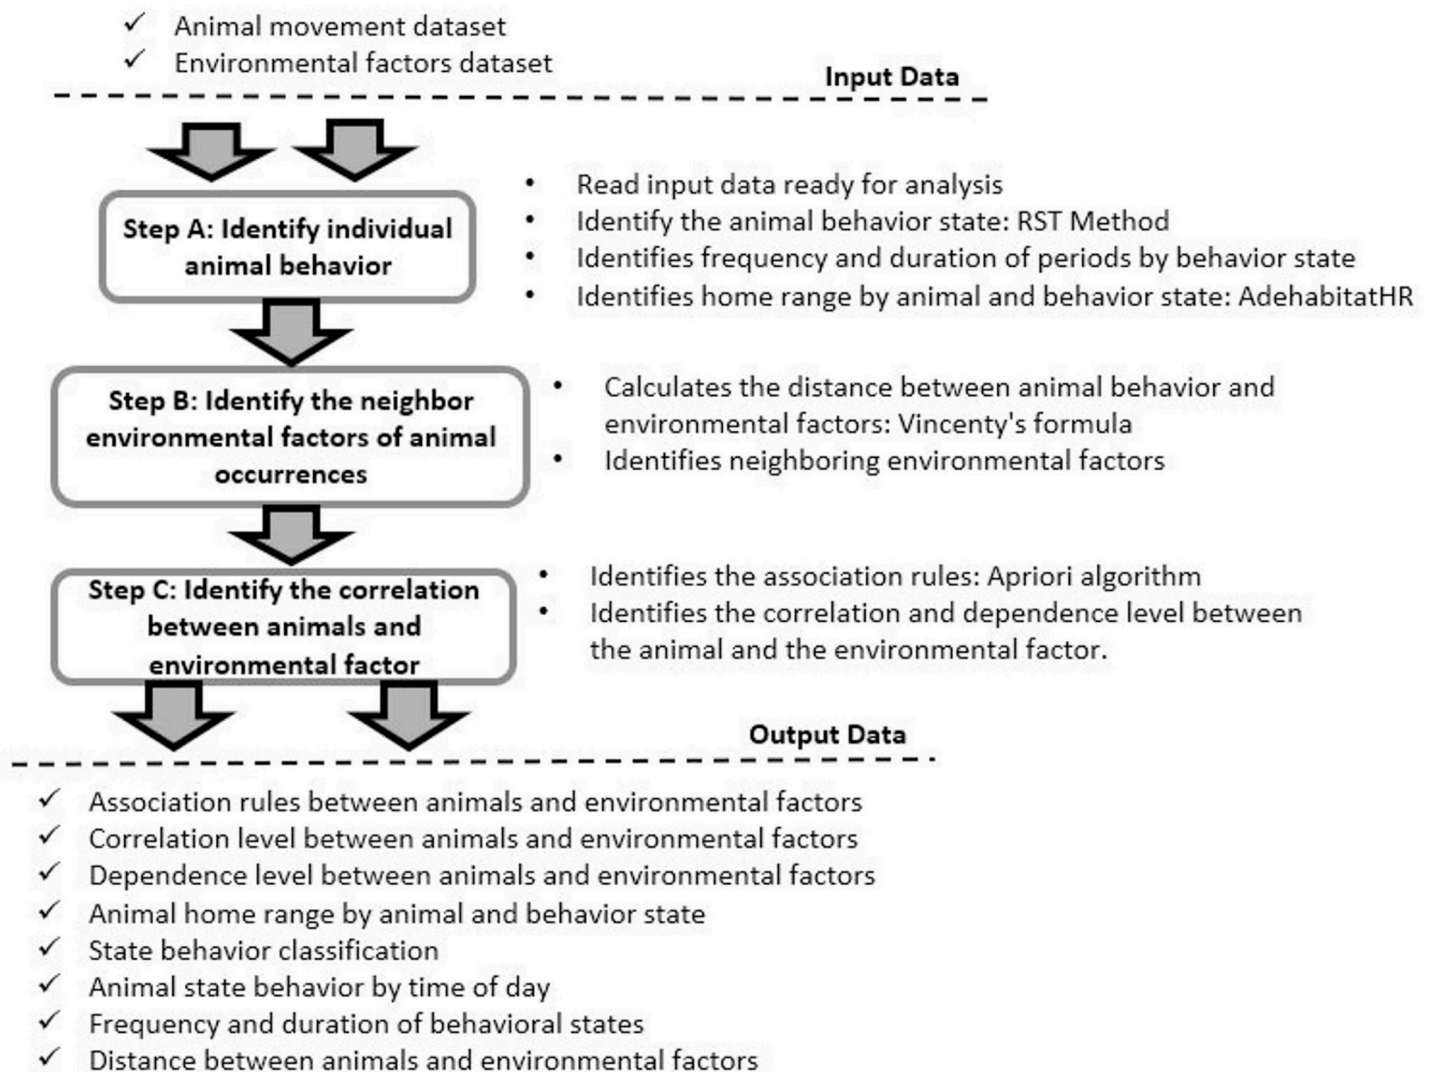 ✓ Animal movement dataset
✓ Environmental factors dataset
Input Data
Step A: Identify individual
animal behavior
• Read input data ready for analysis
• Identify the animal behavior state: RST Method
• Identifies frequency and duration of periods by behavior state
• Identifies home range by animal and behavior state: AdehabitatHR
Step B: Identify the neighbor
environmental factors of animal
occurrences
• Calculates the distance between animal behavior and
environmental factors: Vincenty's formula
• Identifies neighboring environmental factors
Step C: Identify the correlation
between animals and
environmental factor
• Identifies the association rules: Apriori algorithm
• Identifies the correlation and dependence level between
the animal and the environmental factor.
Output Data
✓ Association rules between animals and environmental factors
✓ Correlation level between animals and environmental factors
✓ Dependence level between animals and environmental factors
✓ Animal home range by animal and behavior state
✓ State behavior classification
✓ Animal state behavior by time of day
✓ Frequency and duration of behavioral states
✓ Distance between animals and environmental factors